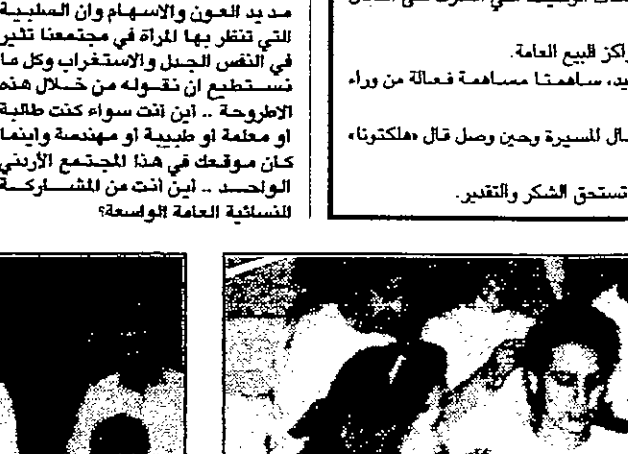 راكز البيع العامة.
يد، ساهمتا مساهمة فعالة من وراء
ال المسيرة وحين وصل قال «هلكتونا»
تستحق الشكر والتقدير.
مد يد العون والاسهام وان السلبية
التي تنظر بها المرأة في مجتمعنا تثير
في النفس الجدل والاستغراب وكل ما
نستطيع ان نقوله من خلال هذه
الاطروحة .. أين أنت سواء كنت طالبة
او معلمة او طبيبة او مهندسة واينما
كان موقعك في هذا المجتمع الأردني
الواحد .. أين أنت من المشاركة
النسائية العامة الواسعة؟